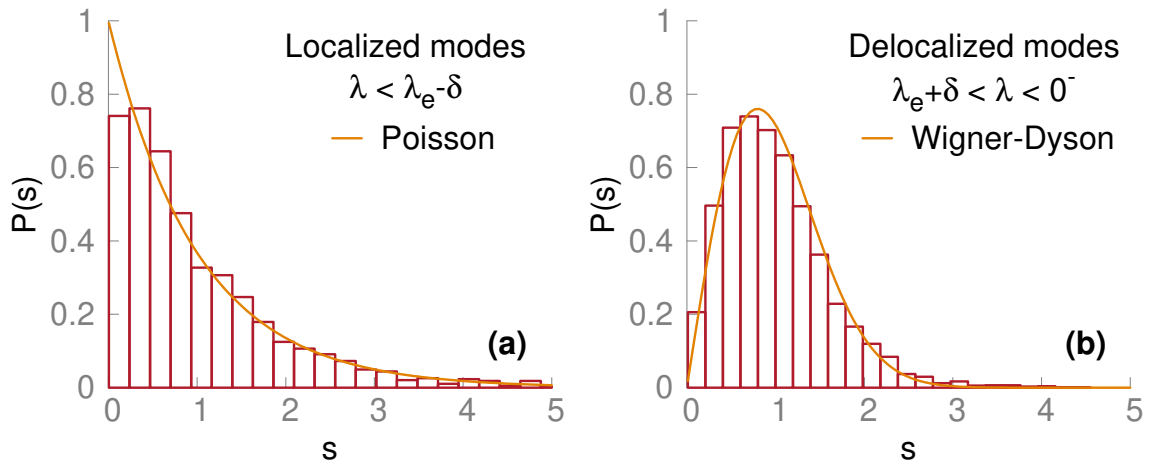 1
0.8
0.6
0.4
0.2
0
P(s)
Localized modes
λ < λe-δ
Poisson
(a)
0 1 2 3 4 5
s
1
0.8
0.6
0.4
0.2
0
P(s)
Delocalized modes
λe+δ < λ < 0-
Wigner-Dyson
(b)
0 1 2 3 4 5
s